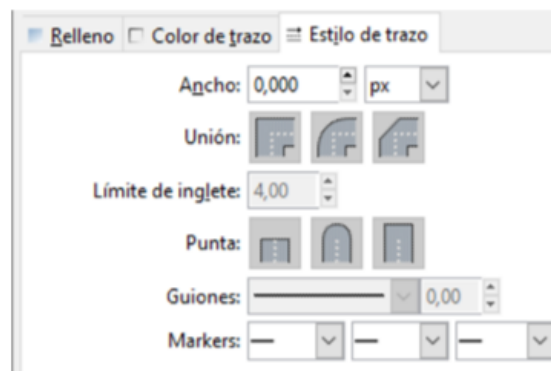 Relleno Color de trazo Estilo de trazo
Ancho: 0,000 px
Unión:
Límite de inglete: 4,00
Punta:
Guiones: 0,00
Markers: